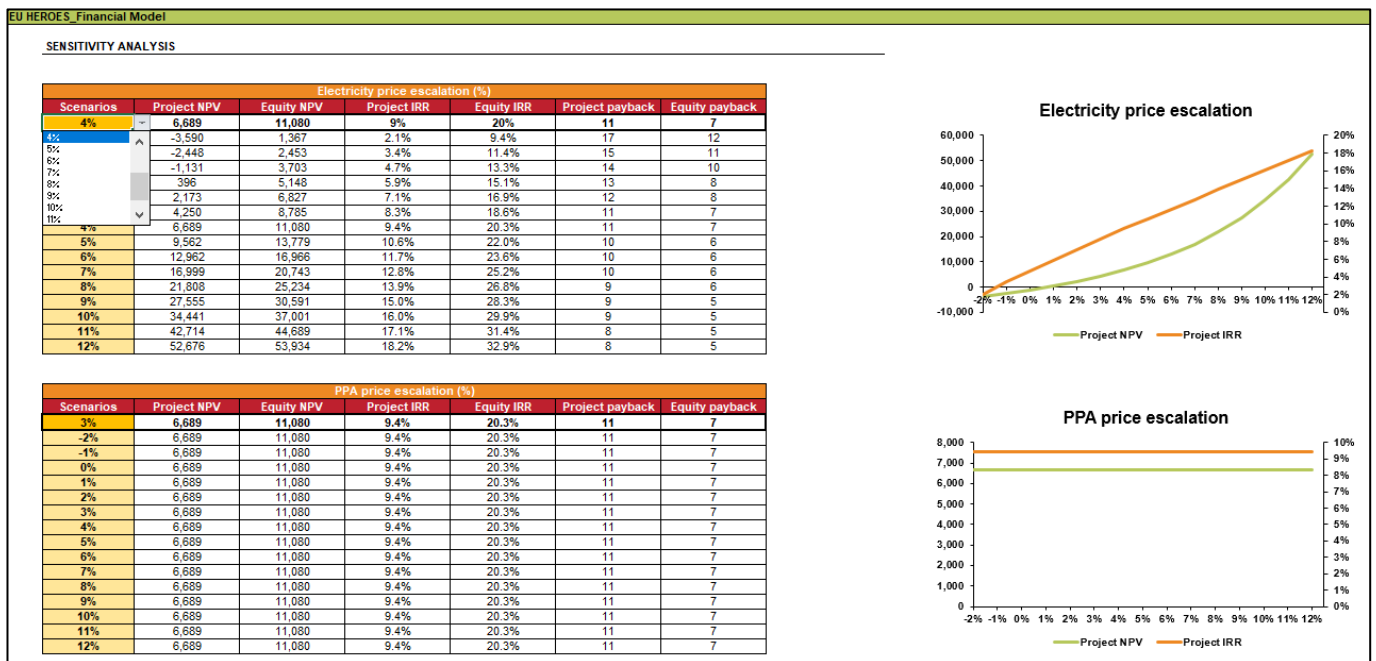 EU HEROES_Financial Model
SENSITIVITY ANALYSIS
Electricity price escalation (%)
Scenarios Project NPV Equity NPV Project IRR Equity IRR Project payback Equity payback
4% 6,689 11,080 9% 20% 11 7
4% -3,590 1,367 2.1% 9.4% 17 12
5% -2,448 2,453 3.4% 11.4% 15 11
6% -1,131 3,703 4.7% 13.3% 14 10
7%
8% 396 5,148 5.9% 15.1% 13 8
9% 2,173 6,827 7.1% 16.9% 12 8
10% 4,250 8,785 8.3% 18.6% 11 7
11%
4% 6,689 11,080 9.4% 20.3% 11 7
5% 9,562 13,779 10.6% 22.0% 10 6
6% 12,962 16,966 11.7% 23.6% 10 6
7% 16,999 20,743 12.8% 25.2% 10 6
8% 21,808 25,234 13.9% 26.8% 9 6
9% 27,555 30,591 15.0% 28.3% 9 5
10% 34,441 37,001 16.0% 29.9% 9 5
11% 42,714 44,689 17.1% 31.4% 8 5
12% 52,676 53,934 18.2% 32.9% 8 5
Electricity price escalation
60,000 20%
50,000 18%
40,000 16%
30,000 14%
20,000 12%
10,000 10%
0 8%
-10,000 6%
4%
2%
0%
-2% -1% 0% 1% 2% 3% 4% 5% 6% 7% 8% 9% 10% 11% 12%
Project NPV Project IRR
PPA price escalation (%)
Scenarios Project NPV Equity NPV Project IRR Equity IRR Project payback Equity payback
3% 6,689 11,080 9.4% 20.3% 11 7
-2% 6,689 11,080 9.4% 20.3% 11 7
-1% 6,689 11,080 9.4% 20.3% 11 7
0% 6,689 11,080 9.4% 20.3% 11 7
1% 6,689 11,080 9.4% 20.3% 11 7
2% 6,689 11,080 9.4% 20.3% 11 7
3% 6,689 11,080 9.4% 20.3% 11 7
4% 6,689 11,080 9.4% 20.3% 11 7
5% 6,689 11,080 9.4% 20.3% 11 7
6% 6,689 11,080 9.4% 20.3% 11 7
7% 6,689 11,080 9.4% 20.3% 11 7
8% 6,689 11,080 9.4% 20.3% 11 7
9% 6,689 11,080 9.4% 20.3% 11 7
10% 6,689 11,080 9.4% 20.3% 11 7
11% 6,689 11,080 9.4% 20.3% 11 7
12% 6,689 11,080 9.4% 20.3% 11 7
PPA price escalation
8,000 10%
7,000 9%
6,000 8%
5,000 7%
4,000 6%
3,000 5%
2,000 4%
1,000 3%
0 2%
1%
0%
-2% -1% 0% 1% 2% 3% 4% 5% 6% 7% 8% 9% 10% 11% 12%
Project NPV Project IRR